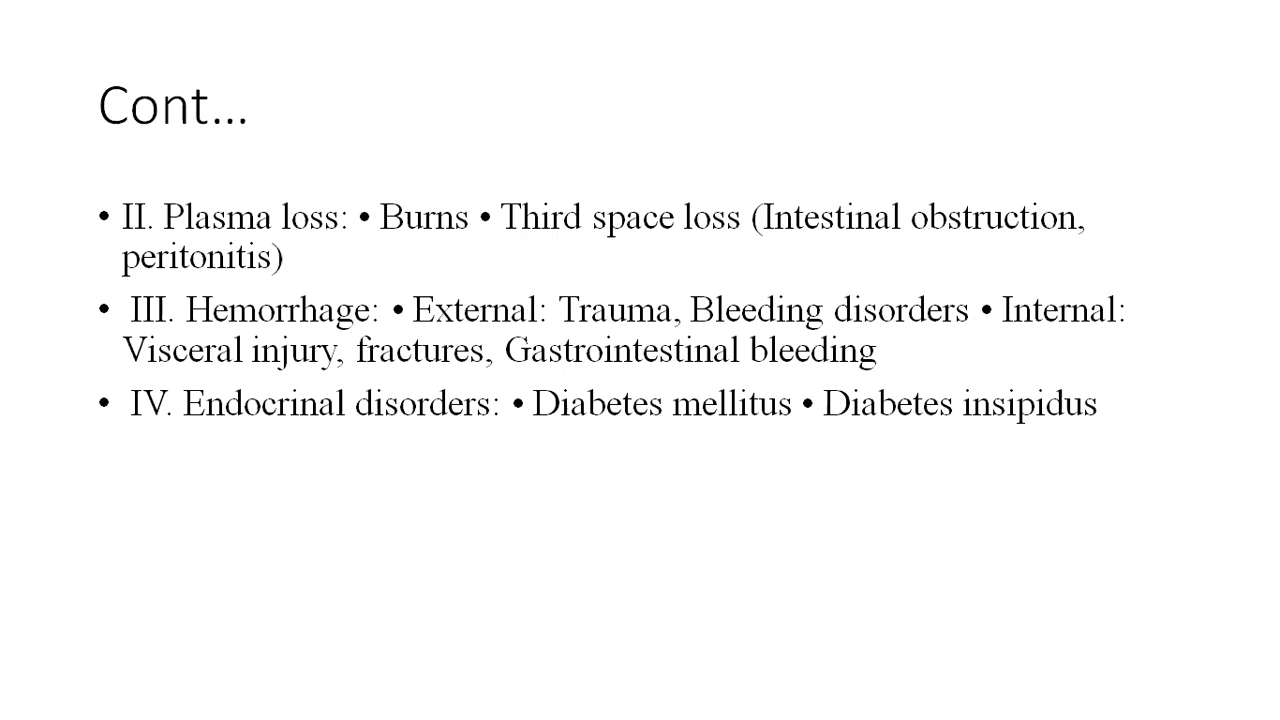 Cont...
• II. Plasma loss: • Burns • Third space loss (Intestinal obstruction,
peritonitis)
• III. Hemorrhage: • External: Trauma, Bleeding disorders • Internal:
Visceral injury, fractures, Gastrointestinal bleeding
• IV. Endocrinal disorders: • Diabetes mellitus • Diabetes insipidus